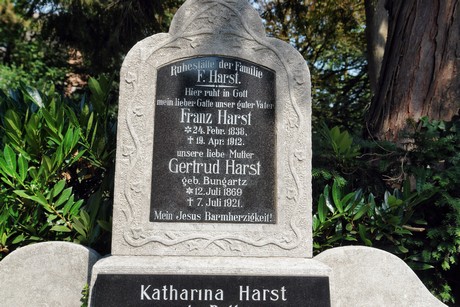 Ruhestätte der Familie
F. Harst.
Hier ruht in Gott
mein lieber Gatte unser guter Vater
Franz Harst
* 24. Febr. 1838.
† 19. Apr. 1912.
unsere liebe Mutter
Gertrud Harst
geb. Bungartz
* 12. Juli 1869
† 7. Juli 1921.
Mein Jesus Barmherzigkeit!
Katharina Harst